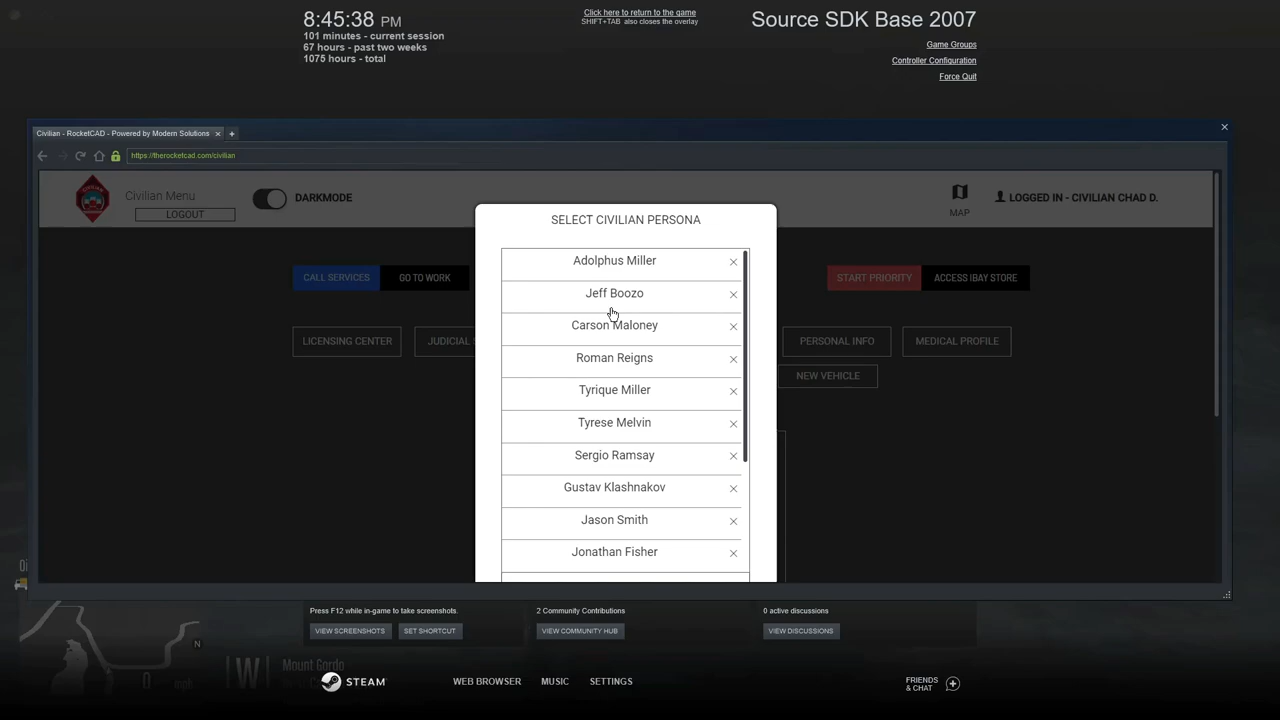 8:45:38 PM
101 minutes - current session
67 hours - past two weeks
1075 hours - total
Click here to return to the game
SHIFT+TAB also closes the overlay
Source SDK Base 2007
Game Groups
Controller Configuration
Force Quit
Civilian - RocketCAD - Powered by Modern Solutions
https://therocketcad.com/civilian
Civilian Menu
LOGOUT
DARKMODE
MAP
LOGGED IN - CIVILIAN CHAD D.
CALL SERVICES
GO TO WORK
START PRIORITY
ACCESS IBAY STORE
LICENSING CENTER
JUDICIAL
PERSONAL INFO
MEDICAL PROFILE
NEW VEHICLE
SELECT CIVILIAN PERSONA
Adolphus Miller
Jeff Boozo
Carson Maloney
Roman Reigns
Tyrique Miller
Tyrese Melvin
Sergio Ramsay
Gustav Klashnakov
Jason Smith
Jonathan Fisher
Press F12 while in-game to take screenshots.
VIEW SCREENSHOTS
SET SHORTCUT
2 Community Contributions
VIEW COMMUNITY HUB
0 active discussions
VIEW DISCUSSIONS
N
0 mph
W
Mount Gordo
STEAM
WEB BROWSER
MUSIC
SETTINGS
FRIENDS
& CHAT